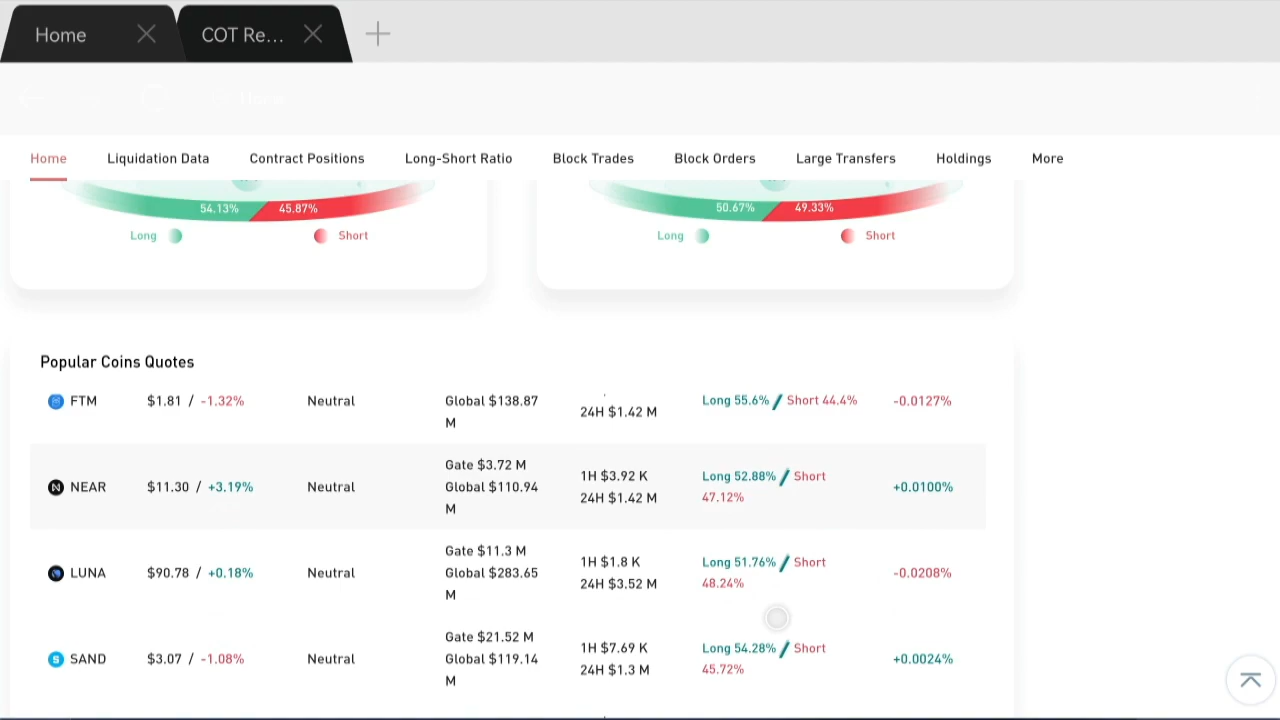 Home
COT Re...
Home
Home Liquidation Data Contract Positions Long-Short Ratio Block Trades Block Orders Large Transfers Holdings More
54.13% 45.87%
50.67% 49.33%
Long Short
Long Short
Popular Coins Quotes
FTM $1.81 / -1.32% Neutral Global $138.87 M 24H $1.42 M Long 55.6% / Short 44.4% -0.0127%
NEAR $11.30 / +3.19% Neutral Gate $3.72 M Global $110.94 M 1H $3.92 K 24H $1.42 M Long 52.88% / Short 47.12% +0.0100%
LUNA $90.78 / +0.18% Neutral Gate $11.3 M Global $283.65 M 1H $1.8 K 24H $3.52 M Long 51.76% / Short 48.24% -0.0208%
SAND $3.07 / -1.08% Neutral Gate $21.52 M Global $119.14 M 1H $7.69 K 24H $1.3 M Long 54.28% / Short 45.72% +0.0024%